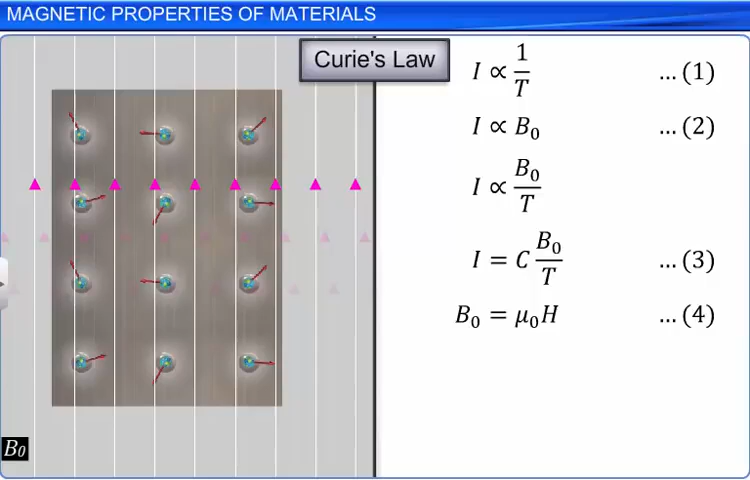 MAGNETIC PROPERTIES OF MATERIALS
Curie's Law
I ∝ 1/T ... (1)
I ∝ B₀ ... (2)
I ∝ B₀/T
I = C B₀/T ... (3)
B₀ = μ₀H ... (4)
B₀